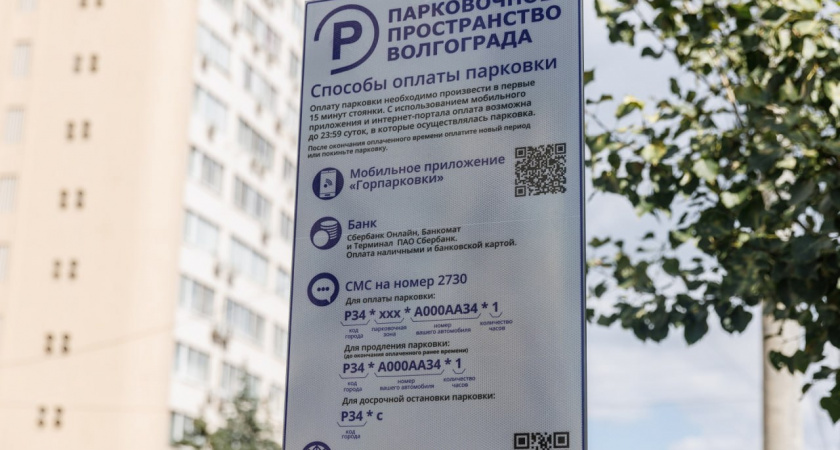 P
ПАРКОВОЧНОЕ
ПРОСТРАНСТВО
ВОЛГОГРАДА
Способы оплаты парковки
Оплату парковки необходимо произвести в первые
15 минут стоянки. С использованием мобильного
приложения и интернет-портала оплата возможна
до 23:59 суток, в которые осуществлялась парковка.
После окончания оплаченного времени оплатите новый период
или покиньте парковку.
Мобильное приложение
«Горпарковки»
Банк
Сбербанк Онлайн, Банкомат
и Терминал ПАО Сбербанк.
Оплата наличными и банковской картой.
СМС на номер 2730
Для оплаты парковки:
P34 * xxx * A000AA34 * 1
код города парковочная зона номер вашего автомобиля количество часов
Для продления парковки:
(до окончания оплаченного ранее времени)
P34 * A000AA34 * 1
код города номер вашего автомобиля количество часов
Для досрочной остановки парковки:
P34 * c
код
города